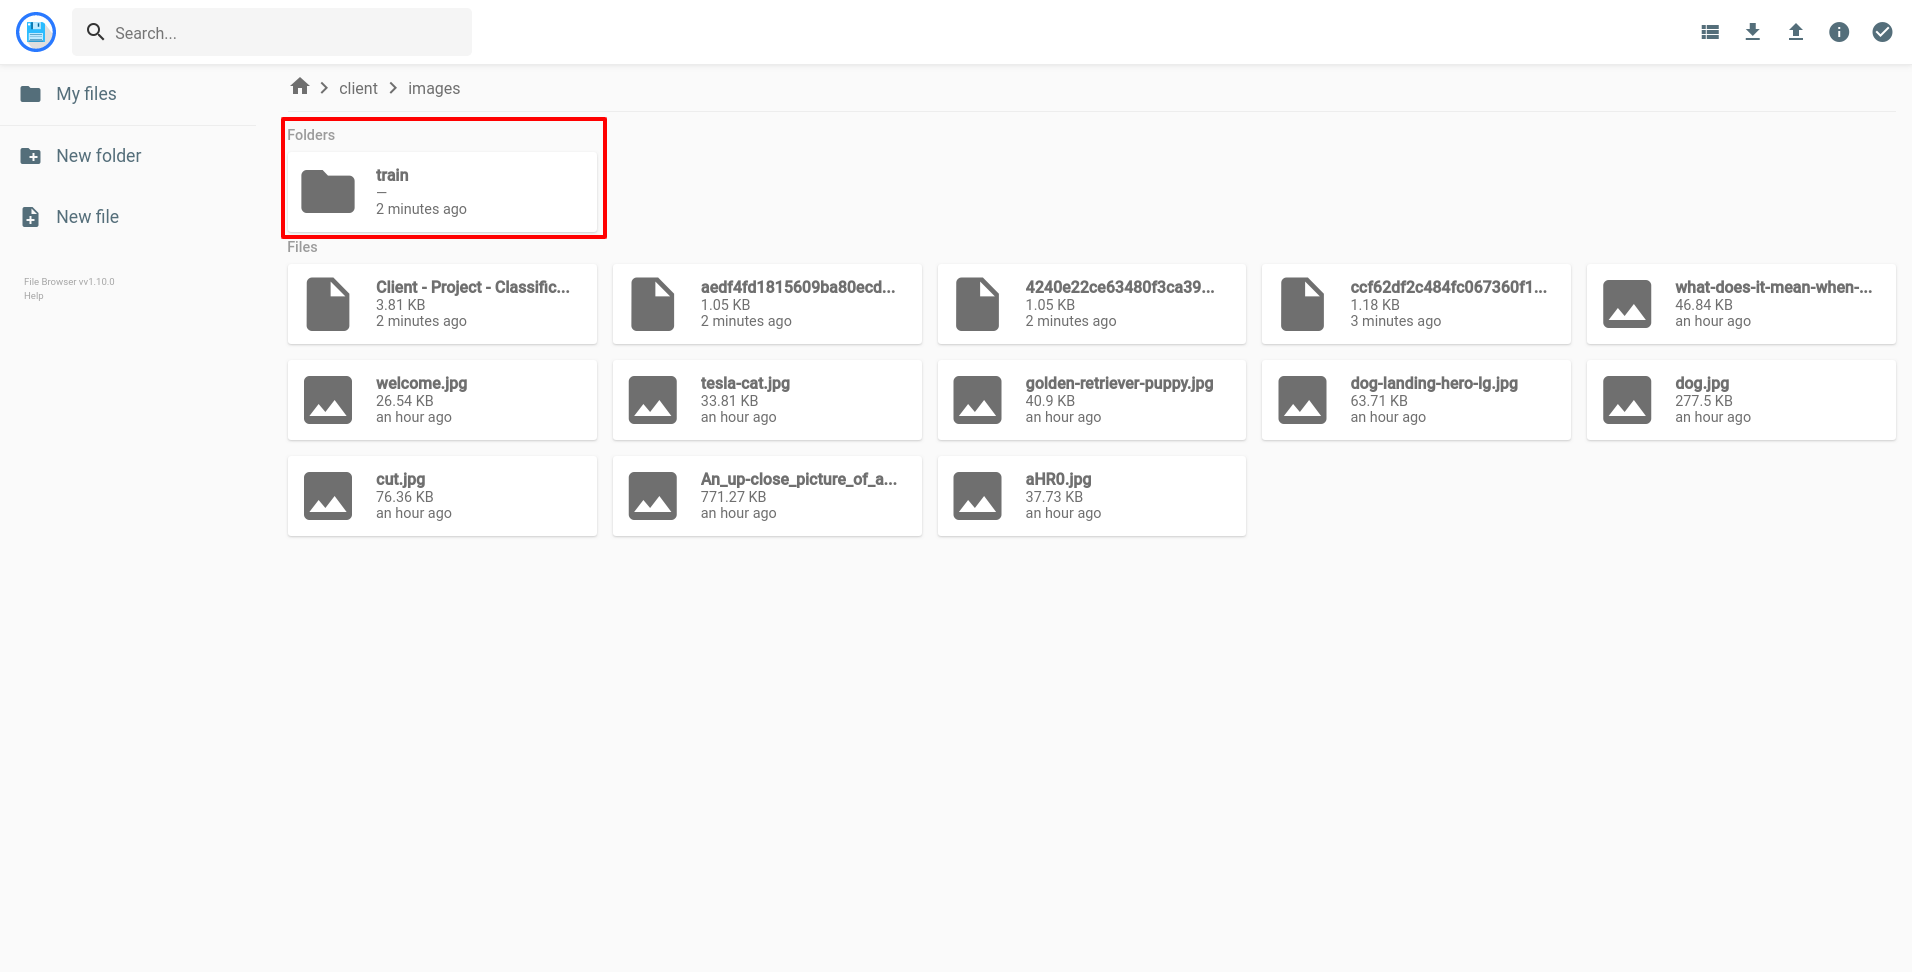 Search...
My files
New folder
New file
File Browser vv1.10.0
Help
client
images
Folders
train
—
2 minutes ago
Files
Client - Project - Classific...
3.81 KB
2 minutes ago
aedf4fd1815609ba80ecd...
1.05 KB
2 minutes ago
4240e22ce63480f3ca39...
1.05 KB
2 minutes ago
ccf62df2c484fc067360f1...
1.18 KB
3 minutes ago
what-does-it-mean-when-...
46.84 KB
an hour ago
welcome.jpg
26.54 KB
an hour ago
tesla-cat.jpg
33.81 KB
an hour ago
golden-retriever-puppy.jpg
40.9 KB
an hour ago
dog-landing-hero-lg.jpg
63.71 KB
an hour ago
dog.jpg
277.5 KB
an hour ago
cut.jpg
76.36 KB
an hour ago
An_up-close_picture_of_a...
771.27 KB
an hour ago
aHR0.jpg
37.73 KB
an hour ago